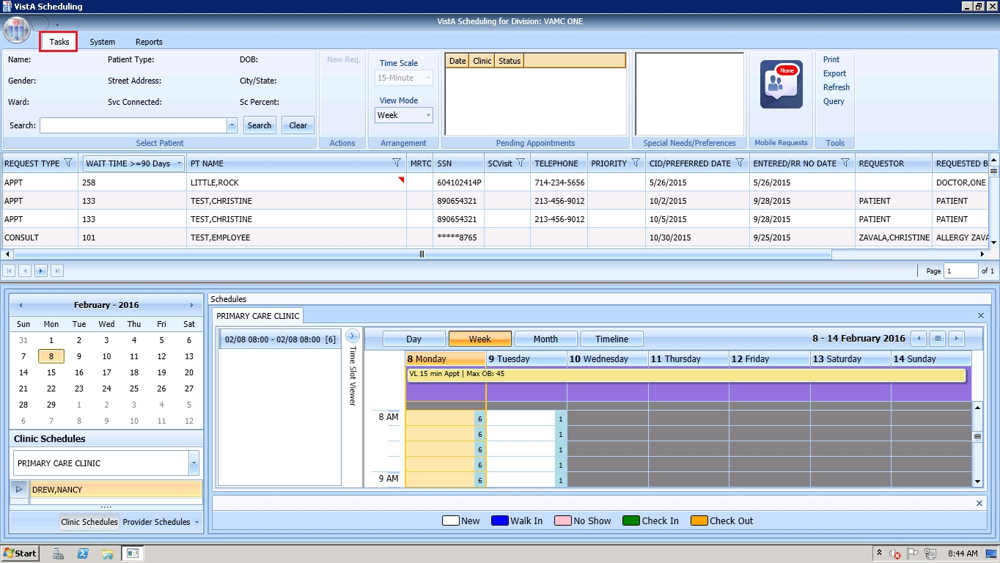 VistA Scheduling
VistA Scheduling for Division: VAMC ONE
Tasks System Reports
Name: Patient Type: DOB:
Gender: Street Address: City/State:
Ward: Svc Connected: Sc Percent:
Search: Search Clear
Select Patient
New Req.
Actions
Time Scale
15-Minute
View Mode
Week
Arrangement
Date Clinic Status
Pending Appointments
Special Needs/Preferences
None
Mobile Requests
Print
Export
Refresh
Query
Tools
REQUEST TYPE WAIT TIME >=90 Days PT NAME MRTC SSN SCVisit TELEPHONE PRIORITY CID/PREFERRED DATE ENTERED/RR NO DATE REQUESTOR REQUESTED B
APPT 258 LITTLE,ROCK 604102414P 714-234-5656 5/26/2015 5/26/2015 DOCTOR,ONE
APPT 133 TEST,CHRISTINE 890654321 213-456-9012 10/2/2015 9/28/2015 PATIENT PATIENT
APPT 133 TEST,CHRISTINE 890654321 213-456-9012 10/5/2015 9/28/2015 PATIENT PATIENT
CONSULT 101 TEST,EMPLOYEE *****8765 10/30/2015 9/25/2015 ZAVALA,CHRISTINE ALLERGY ZAVA
Page 1 of 1
February - 2016
Sun Mon Tue Wed Thu Fri Sat
31 1 2 3 4 5 6
7 8 9 10 11 12 13
14 15 16 17 18 19 20
21 22 23 24 25 26 27
28 29 1 2 3 4 5
6 7 8 9 10 11 12
Clinic Schedules
PRIMARY CARE CLINIC
DREW,NANCY
Clinic Schedules Provider Schedules
Schedules
PRIMARY CARE CLINIC
02/08 08:00 - 02/08 08:00 [6]
Time Slot Viewer
Day Week Month Timeline 8 - 14 February 2016
8 Monday 9 Tuesday 10 Wednesday 11 Thursday 12 Friday 13 Saturday 14 Sunday
VL 15 min Appt | Max OB: 45
8 AM 6 1
6 1
6 1
6 1
9 AM 6 1
New Walk In No Show Check In Check Out
Start 8:44 AM